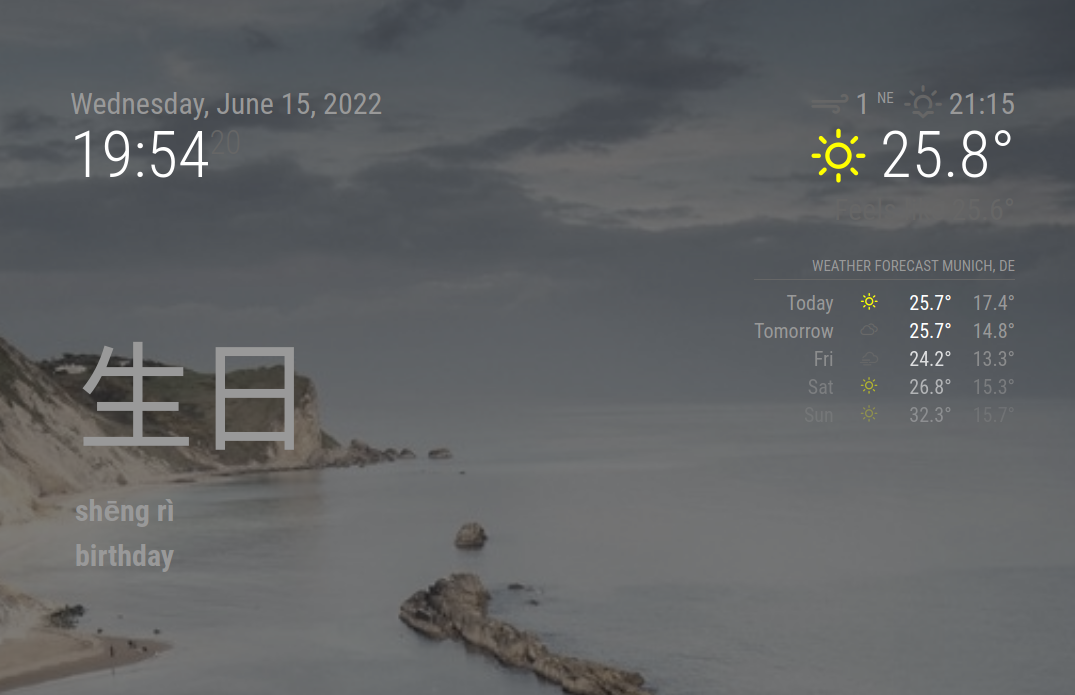 Wednesday, June 15, 2022
19:54 20
1 NE 21:15
25.8°
Feels like 25.6°
WEATHER FORECAST MUNICH, DE
Today 25.7° 17.4°
Tomorrow 25.7° 14.8°
Fri 24.2° 13.3°
Sat 26.8° 15.3°
Sun 32.3° 15.7°
生日
shēng rì
birthday